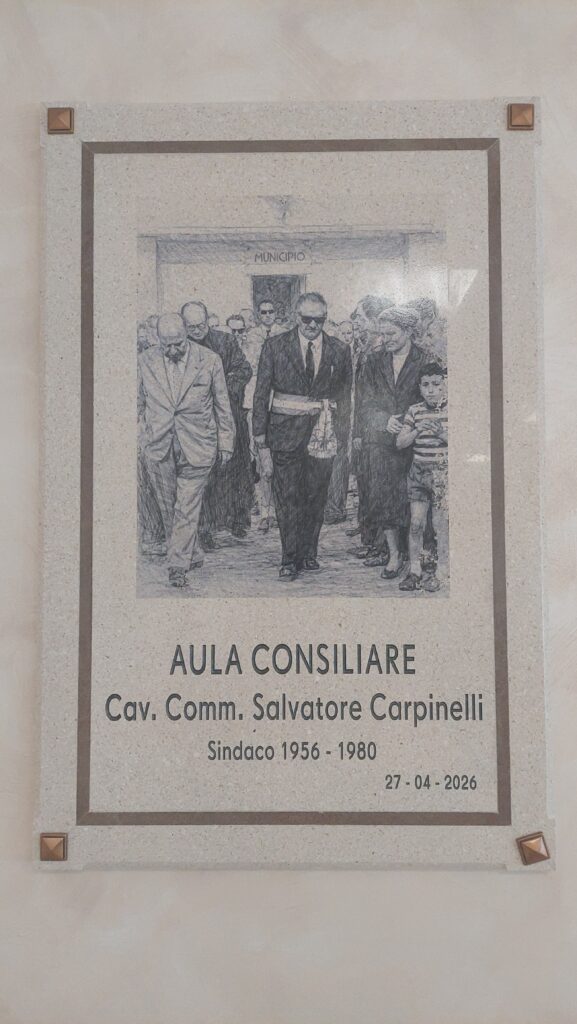 MUNICIPIO
AULA CONSILIARE
Cav. Comm. Salvatore Carpinelli
Sindaco 1956 - 1980
27 - 04 - 2026